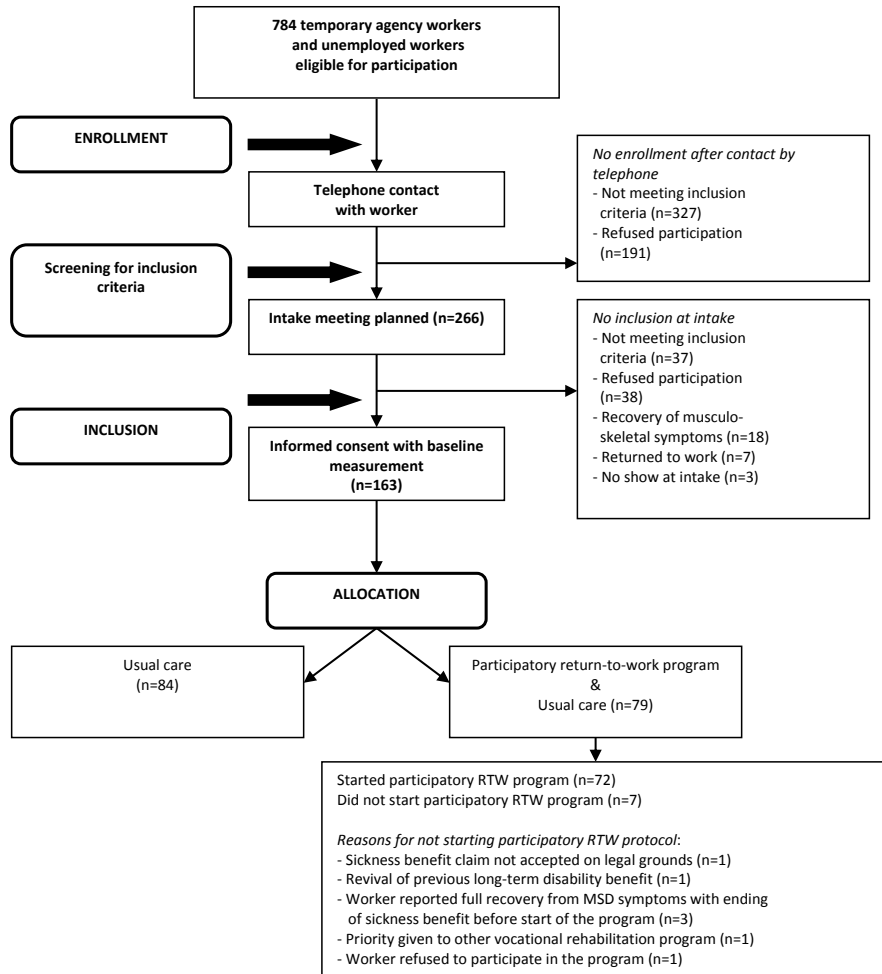 784 temporary agency workers
and unemployed workers
eligible for participation
ENROLLMENT
Telephone contact
with worker
No enrollment after contact by
telephone
- Not meeting inclusion
criteria (n=327)
- Refused participation
(n=191)
Screening for inclusion
criteria
Intake meeting planned (n=266)
No inclusion at intake
- Not meeting inclusion
criteria (n=37)
- Refused participation
(n=38)
- Recovery of musculo-
skeletal symptoms (n=18)
- Returned to work (n=7)
- No show at intake (n=3)
INCLUSION
Informed consent with baseline
measurement
(n=163)
ALLOCATION
Usual care
(n=84)
Participatory return-to-work program
&
Usual care (n=79)
Started participatory RTW program (n=72)
Did not start participatory RTW program (n=7)
Reasons for not starting participatory RTW protocol:
- Sickness benefit claim not accepted on legal grounds (n=1)
- Revival of previous long-term disability benefit (n=1)
- Worker reported full recovery from MSD symptoms with ending
of sickness benefit before start of the program (n=3)
- Priority given to other vocational rehabilitation program (n=1)
- Worker refused to participate in the program (n=1)